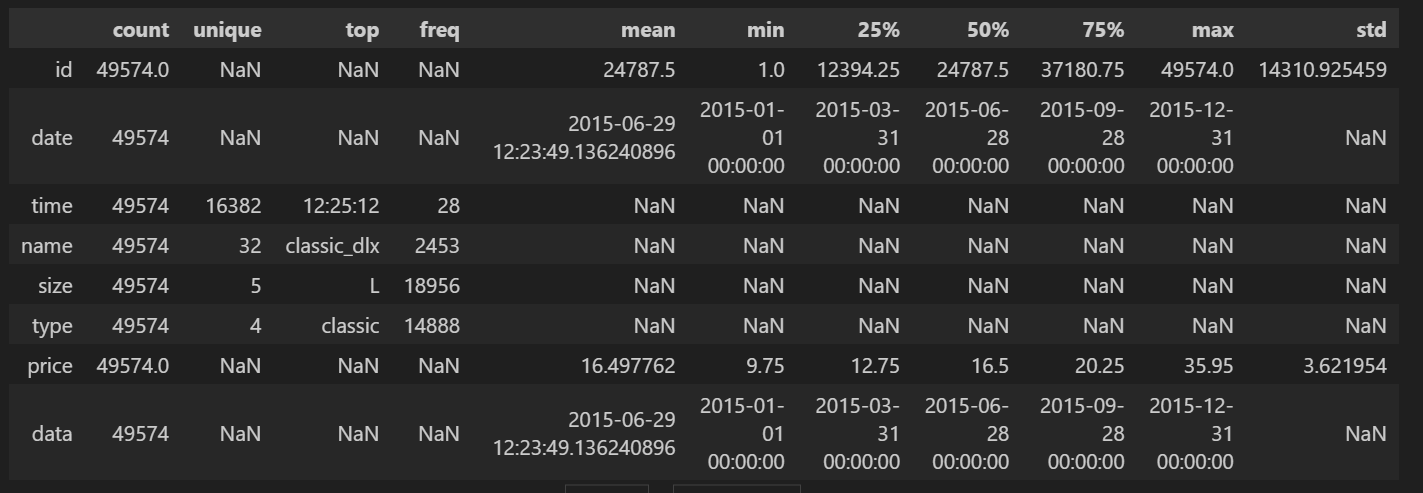 count unique top freq mean min 25% 50% 75% max std
id 49574.0 NaN NaN NaN 24787.5 1.0 12394.25 24787.5 37180.75 49574.0 14310.925459
2015-01- 2015-03- 2015-06- 2015-09- 2015-12-
2015-06-29
date 49574 NaN NaN NaN 01 31 28 28 31 NaN
12:23:49.136240896
00:00:00 00:00:00 00:00:00 00:00:00 00:00:00
time 49574 16382 12:25:12 28 NaN NaN NaN NaN NaN NaN NaN
name 49574 32 classic_dlx 2453 NaN NaN NaN NaN NaN NaN NaN
size 49574 5 L 18956 NaN NaN NaN NaN NaN NaN NaN
type 49574 4 classic 14888 NaN NaN NaN NaN NaN NaN NaN
price 49574.0 NaN NaN NaN 16.497762 9.75 12.75 16.5 20.25 35.95 3.621954
2015-01- 2015-03- 2015-06- 2015-09- 2015-12-
2015-06-29
data 49574 NaN NaN NaN 01 31 28 28 31 NaN
12:23:49.136240896
00:00:00 00:00:00 00:00:00 00:00:00 00:00:00